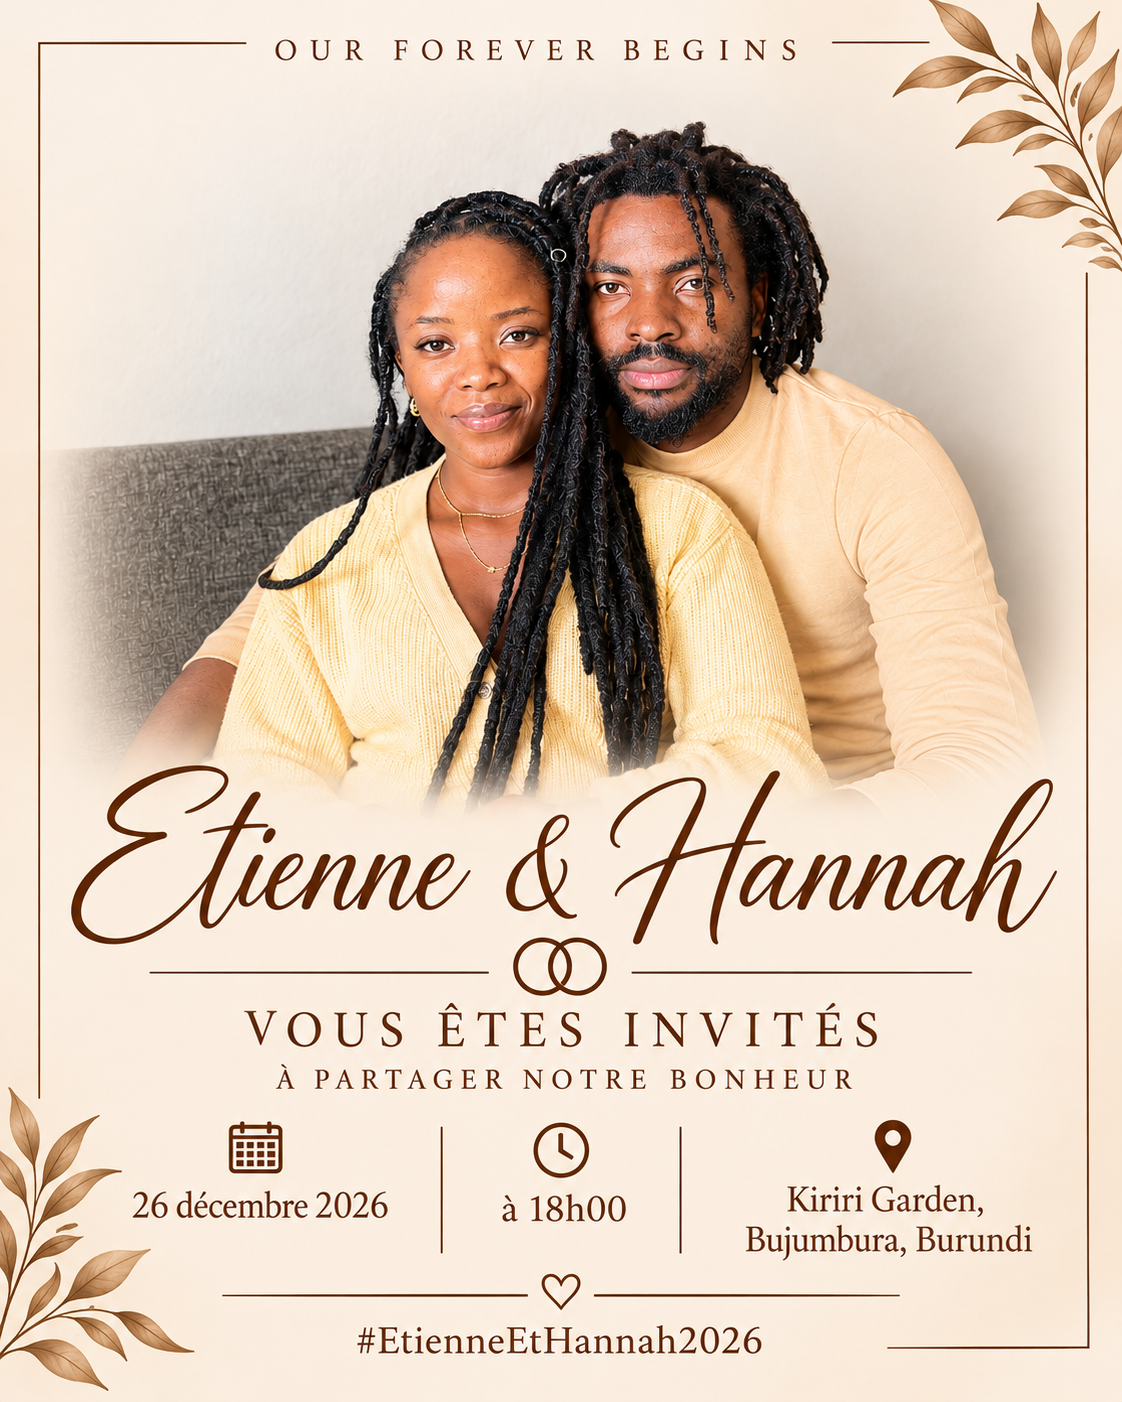 OUR FOREVER BEGINS
Etienne & Hannah
VOUS ÊTES INVITÉS
À PARTAGER NOTRE BONHEUR
26 décembre 2026
à 18h00
Kiriri Garden,
Bujumbura, Burundi
#EtienneEtHannah2026